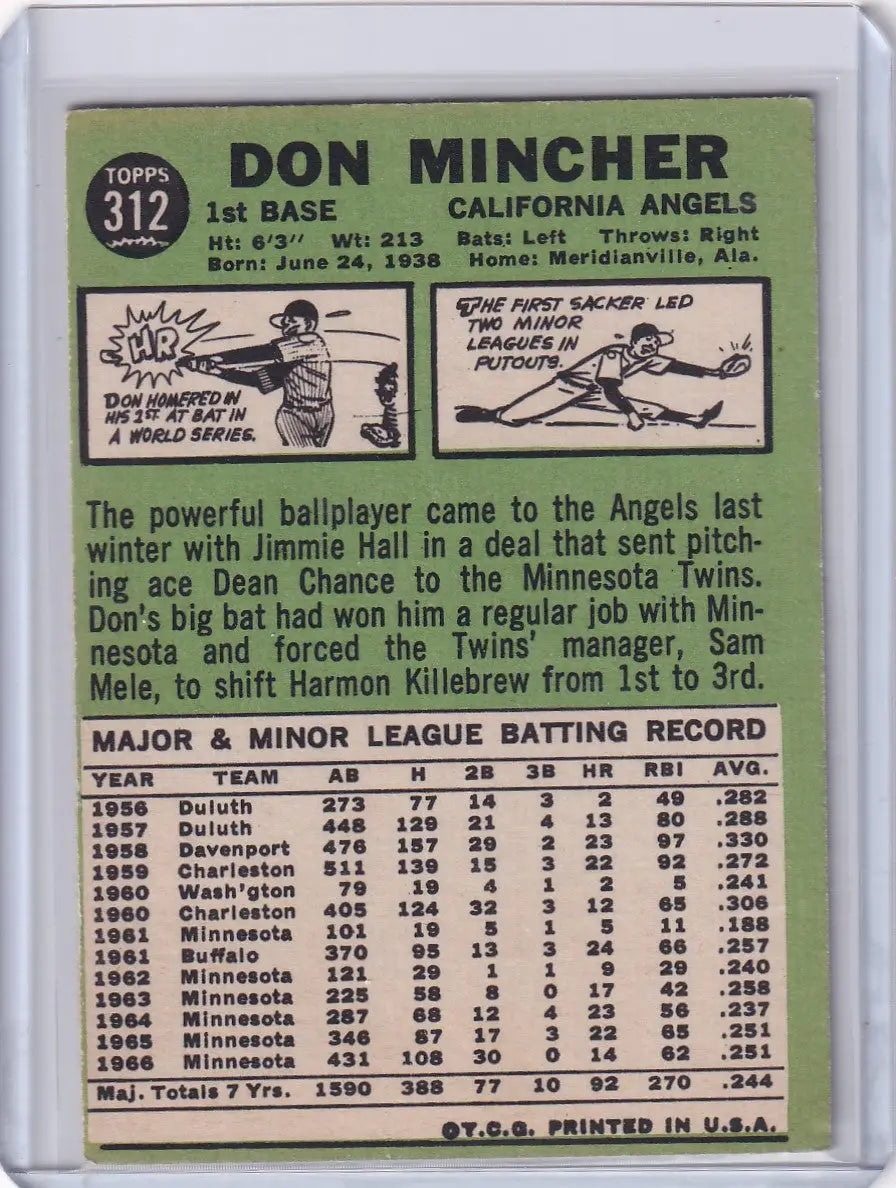 TOPPS
312
DON MINCHER
1st BASE CALIFORNIA ANGELS
Ht: 6'3" Wt: 213 Bats: Left Throws: Right
Born: June 24, 1938 Home: Meridianville, Ala.
HR
DON HOMERED IN
HIS 1ST AT BAT IN
A WORLD SERIES.
THE FIRST SACKER LED
TWO MINOR
LEAGUES IN
PUTOUTS.
The powerful ballplayer came to the Angels last
winter with Jimmie Hall in a deal that sent pitch-
ing ace Dean Chance to the Minnesota Twins.
Don's big bat had won him a regular job with Min-
nesota and forced the Twins' manager, Sam
Mele, to shift Harmon Killebrew from 1st to 3rd.
MAJOR & MINOR LEAGUE BATTING RECORD
YEAR TEAM AB H 2B 3B HR RBI AVG.
1956 Duluth 273 77 14 3 2 49 .282
1957 Duluth 448 129 21 4 13 80 .288
1958 Davenport 476 157 29 2 23 97 .330
1959 Charleston 511 139 15 3 22 92 .272
1960 Wash'gton 79 19 4 1 2 5 .241
1960 Charleston 405 124 32 3 12 65 .306
1961 Minnesota 101 19 5 1 5 11 .188
1961 Buffalo 370 95 13 3 24 66 .257
1962 Minnesota 121 29 1 1 9 29 .240
1963 Minnesota 225 58 8 0 17 42 .258
1964 Minnesota 287 68 12 4 23 56 .237
1965 Minnesota 346 87 17 3 22 65 .251
1966 Minnesota 431 108 30 0 14 62 .251
Maj. Totals 7 Yrs. 1590 388 77 10 92 270 .244
©T.C.G. PRINTED IN U.S.A.